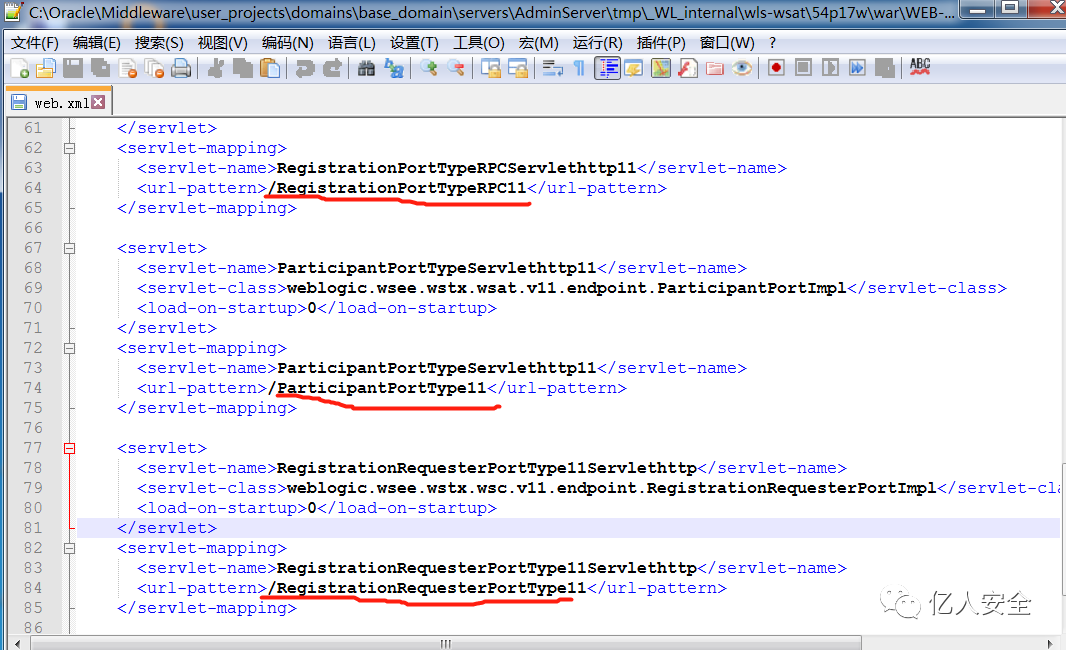 C:\Oracle\Middleware\user_projects\domains\base_domain\servers\AdminServer\tmp\_WL_internal\wls-wsat\54p17w\war\WEB-...
文件(F) 编辑(E) 搜索(S) 视图(V) 编码(N) 语言(L) 设置(T) 工具(O) 宏(M) 运行(R) 插件(P) 窗口(W) ?
ABC
web.xml
61 </servlet>
62 <servlet-mapping>
63 <servlet-name>RegistrationPortTypeRPCServlethttp11</servlet-name>
64 <url-pattern>/RegistrationPortTypeRPC11</url-pattern>
65 </servlet-mapping>
66
67 <servlet>
68 <servlet-name>ParticipantPortTypeServlethttp11</servlet-name>
69 <servlet-class>weblogic.wsee.wstx.wsat.v11.endpoint.ParticipantPortImpl</servlet-class>
70 <load-on-startup>0</load-on-startup>
71 </servlet>
72 <servlet-mapping>
73 <servlet-name>ParticipantPortTypeServlethttp11</servlet-name>
74 <url-pattern>/ParticipantPortType11</url-pattern>
75 </servlet-mapping>
76
77 <servlet>
78 <servlet-name>RegistrationRequesterPortType11Servlethttp</servlet-name>
79 <servlet-class>weblogic.wsee.wstx.wsc.v11.endpoint.RegistrationRequesterPortImpl</servlet-cla
80 <load-on-startup>0</load-on-startup>
81 </servlet>
82 <servlet-mapping>
83 <servlet-name>RegistrationRequesterPortType11Servlethttp</servlet-name>
84 <url-pattern>/RegistrationRequesterPortType11</url-pattern>
85 </servlet-mapping>
86
亿人安全